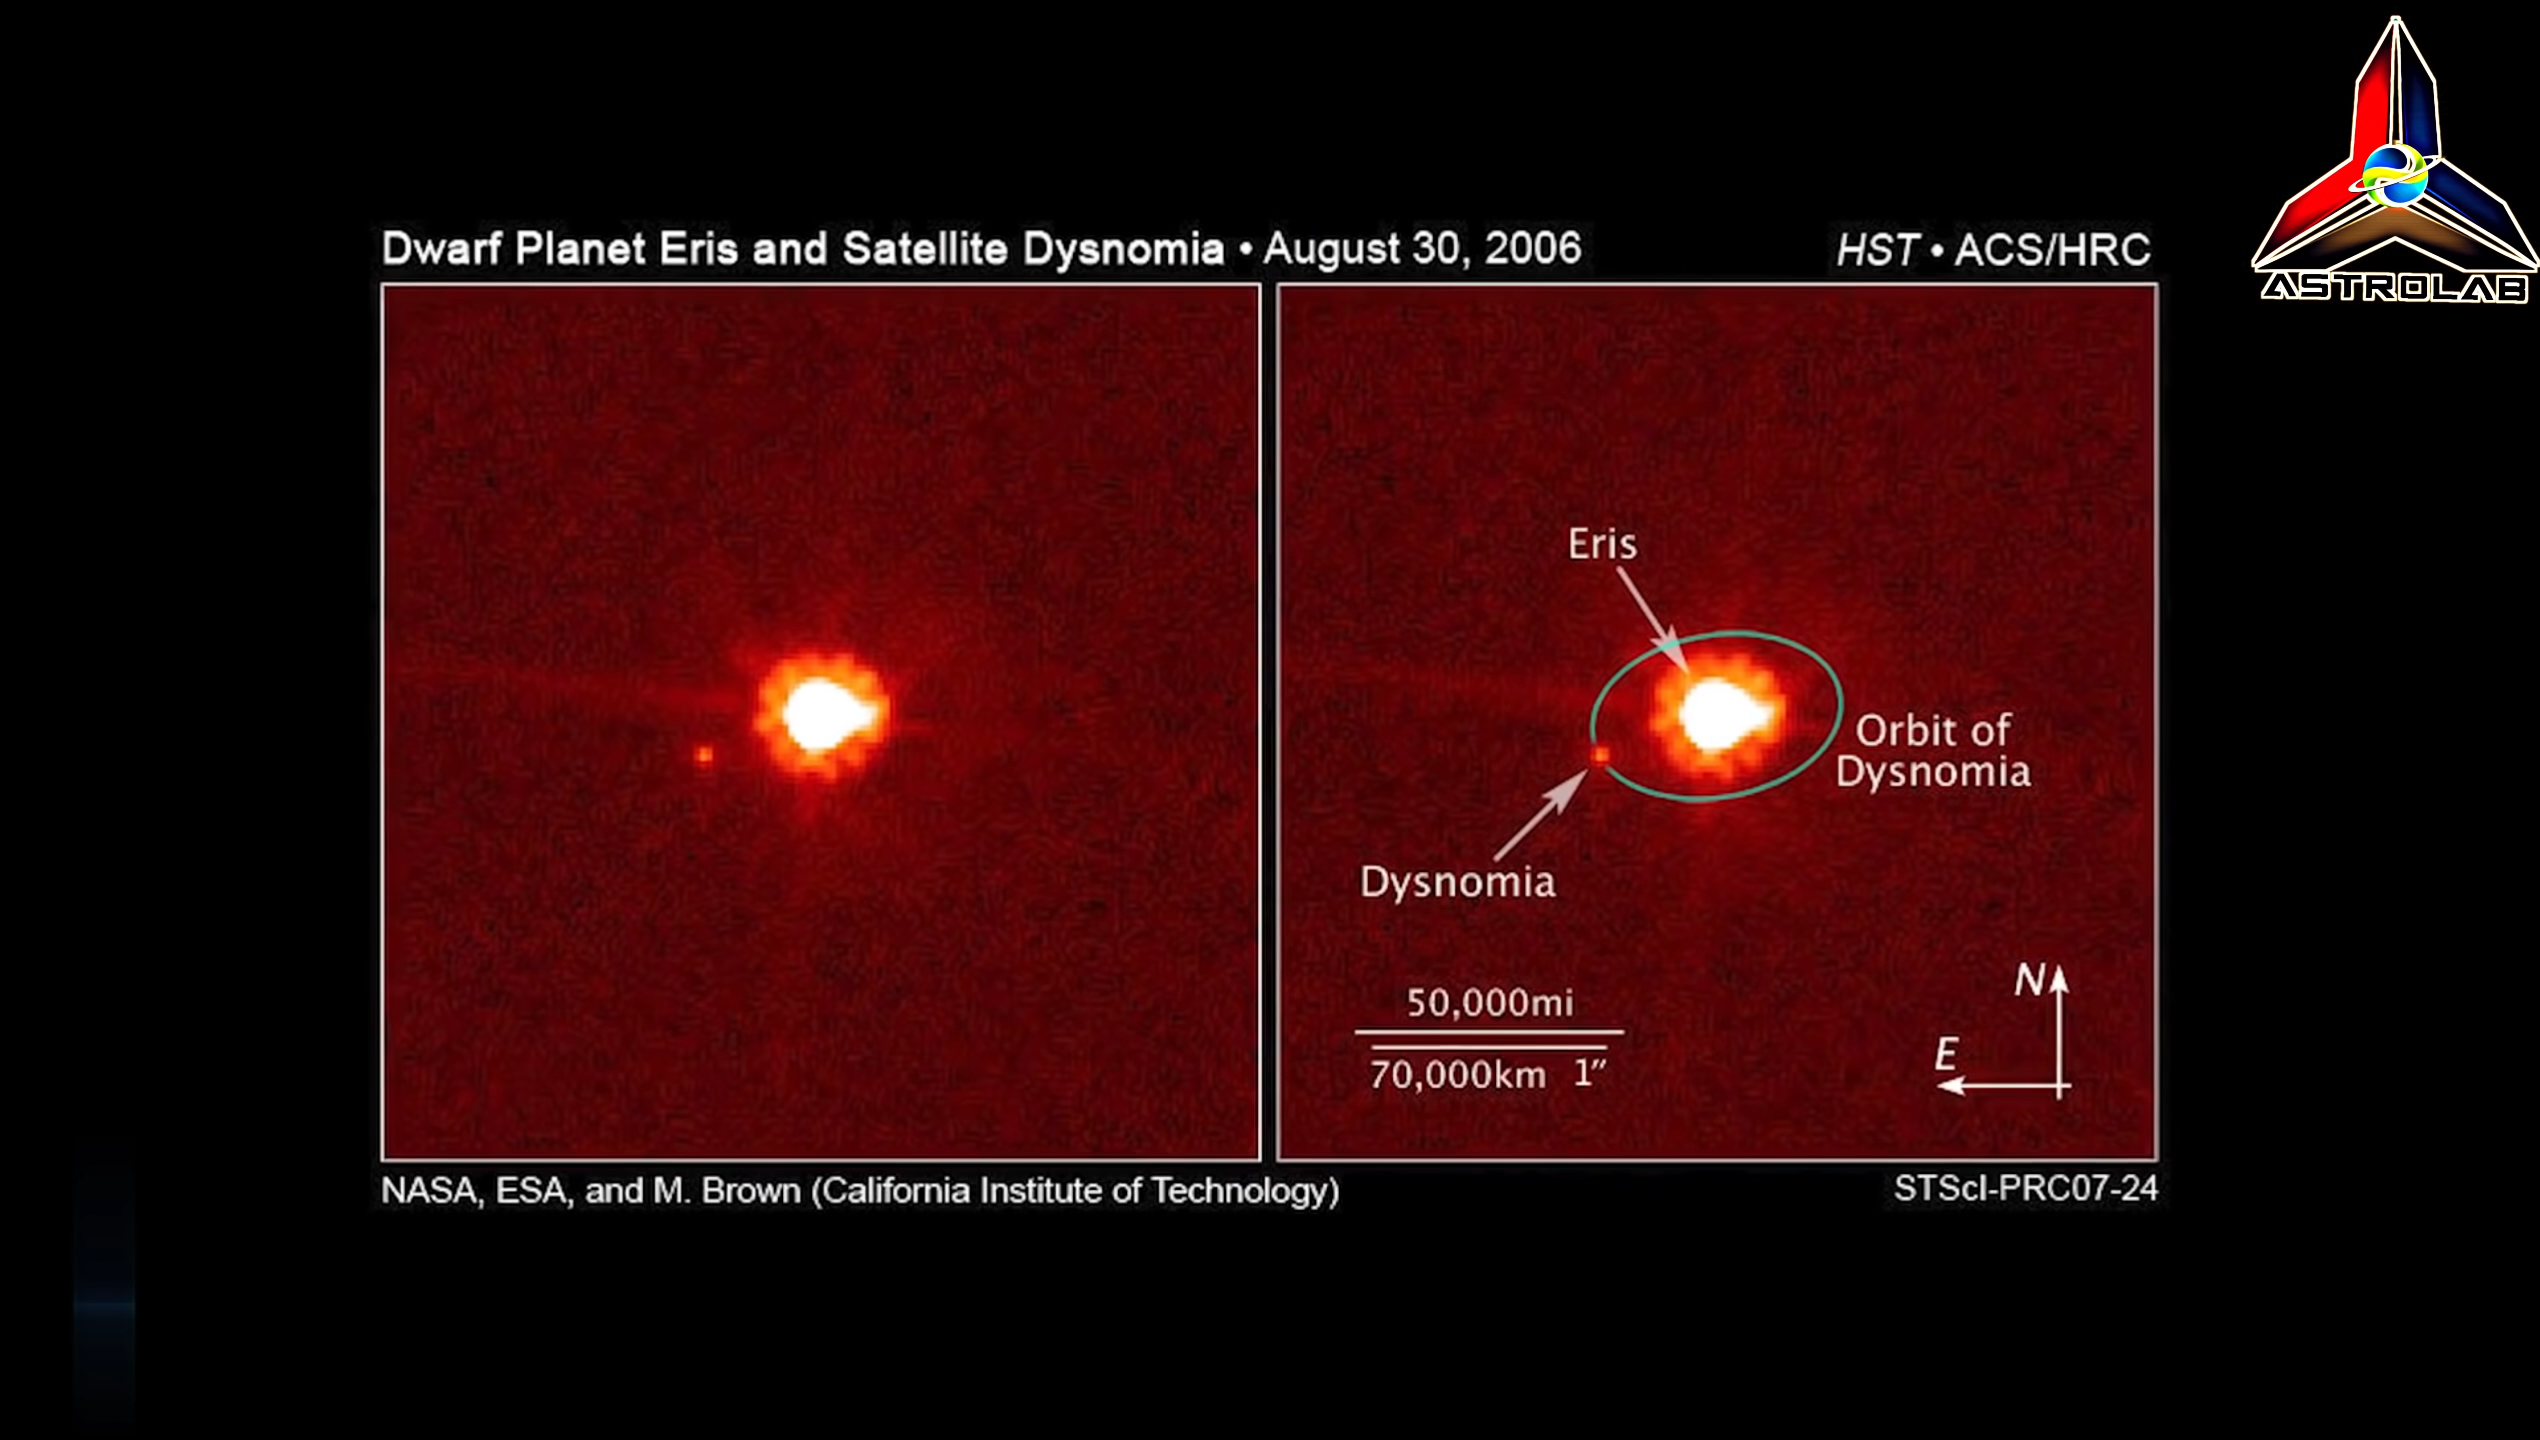 Dwarf Planet Eris and Satellite Dysnomia • August 30, 2006
HST • ACS/HRC
ASTROLAB
Eris
Orbit of
Dysnomia
Dysnomia
50,000mi
70,000km 1″
N
E
NASA, ESA, and M. Brown (California Institute of Technology)
STScI-PRC07-24